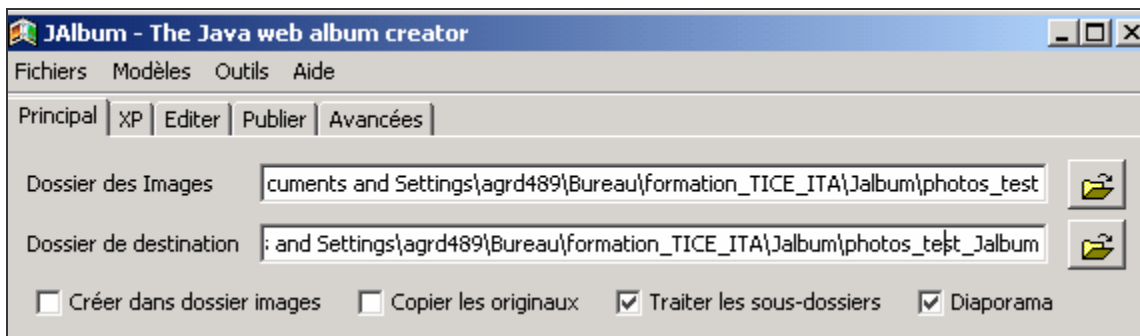 JAlbum - The Java web album creator
Fichiers Modèles Outils Aide
Principal XP Editer Publier Avancées
Dossier des Images cuments and Settings\agrd489\Bureau\formation_TICE_ITA\Jalbum\photos_test
Dossier de destination and Settings\agrd489\Bureau\formation_TICE_ITA\Jalbum\photos_test_Jalbum
Créer dans dossier images Copier les originaux Traiter les sous-dossiers Diaporama